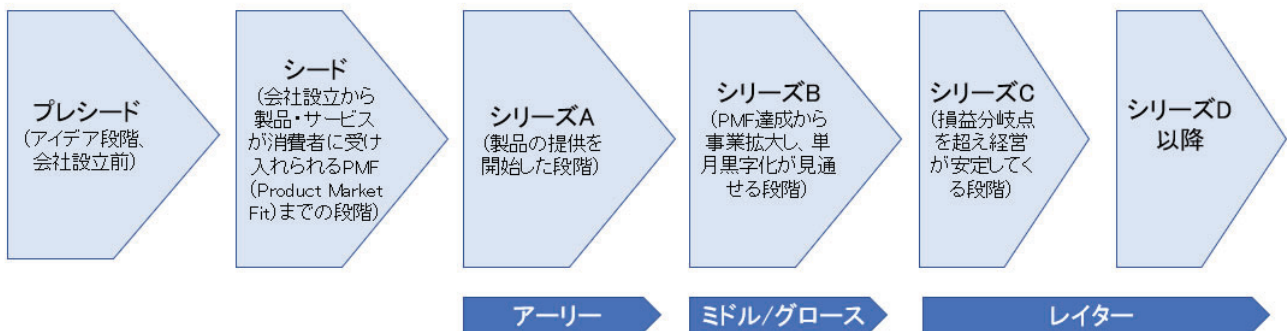 プレシード
(アイデア段階、
会社設立前)
シード
(会社設立から
製品・サービス
が消費者に受け
入れられるPMF
(Product Market
Fit)までの段階)
シリーズA
(製品の提供を
開始した段階)
シリーズB
(PMF達成から
事業拡大し、単
月黒字化が見通
せる段階)
シリーズC
(損益分岐点
を超え経営
が安定してく
る段階)
シリーズD
以降
アーリー
ミドル/グロース
レイター